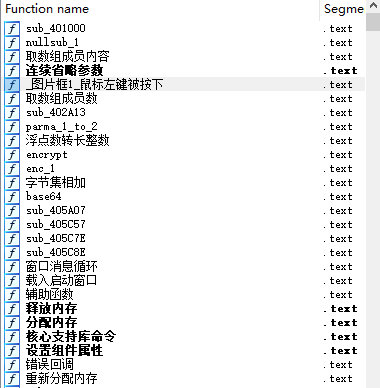 Function name Segme
f sub_401000 .text
f nullsub_1 .text
f 取数组成员内容 .text
f 连续省略参数 .text
f _图片框1_鼠标左键被按下 .text
f 取数组成员数 .text
f sub_402A13 .text
f parma_1_to_2 .text
f 浮点数转长整数 .text
f encrypt .text
f enc_1 .text
f 字节集相加 .text
f base64 .text
f sub_405A07 .text
f sub_405C57 .text
f sub_405C7E .text
f sub_405C8E .text
f 窗口消息循环 .text
f 载入启动窗口 .text
f 辅助函数 .text
f 释放内存 .text
f 分配内存 .text
f 核心支持库命令 .text
f 设置组件属性 .text
f 错误回调 .text
f 重新分配内存 .text